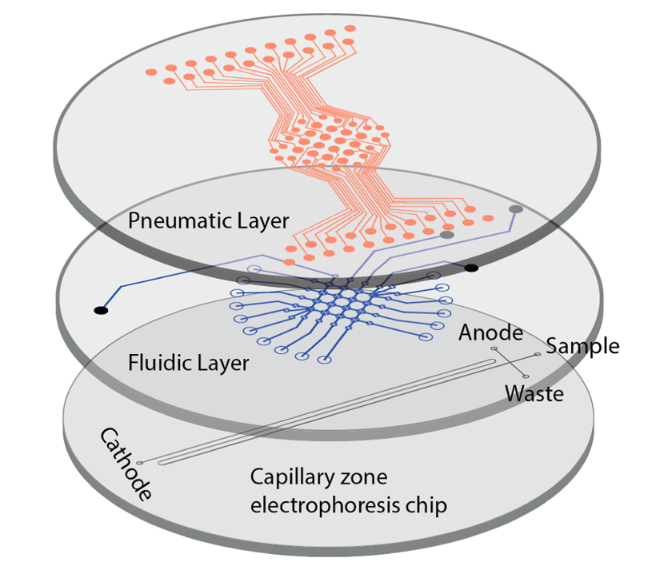 Pneumatic Layer
Fluidic Layer
Anode
Sample
Waste
Cathode
Capillary zone
electrophoresis chip